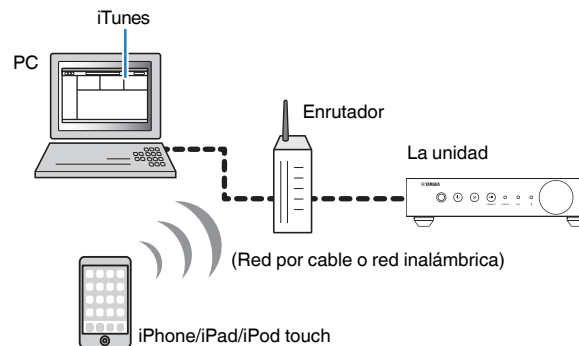 iTunes
PC
Enrutador
La unidad
YAMAHA
(Red por cable o red inalámbrica)
iPhone/iPad/iPod touch